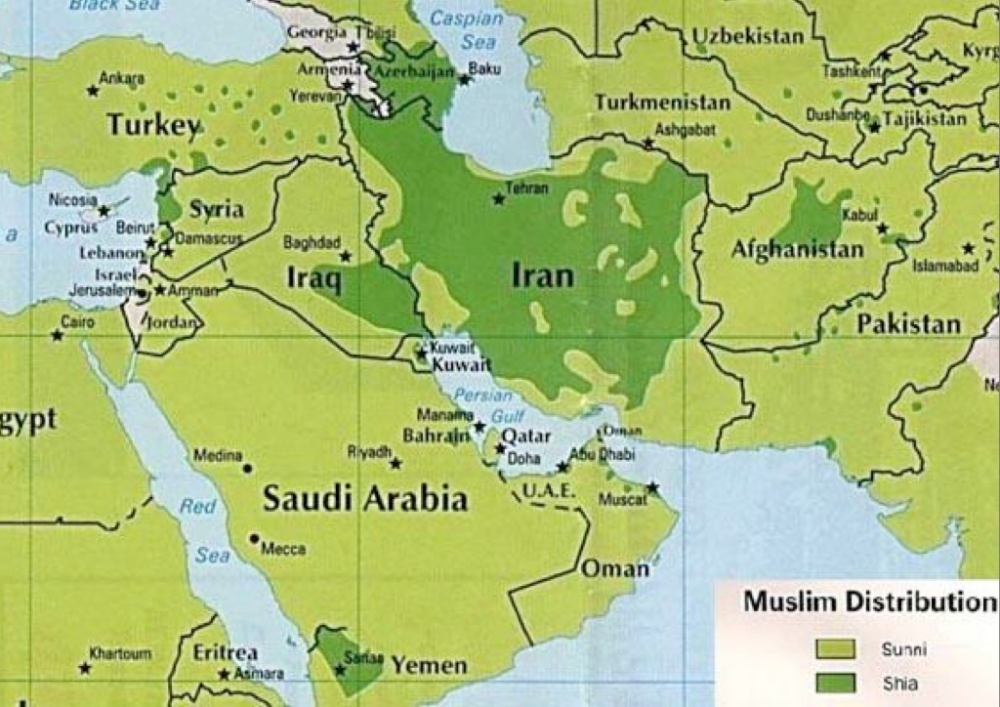 Black Sea
Caspian
Sea
Georgia
Tbilisi
Uzbekistan
Armenia
Azerbaijan
Baku
Tashkent
Ankara
Yerevan
Turkmenistan
Turkey
Ashgabat
Dushanbe
Tajikistan
Nicosia
Tehran
Syria
Kabul
Cyprus
Beirut
Damascus
Lebanon
Baghdad
Afghanistan
Islamabad
Israel
Iraq
Iran
Jerusalem
Amman
Cairo
Jordan
Pakistan
Kuwait
Kuwait
Persian
Gulf
gypt
Manama
Bahrain
Qatar
Oman
Medina
Riyadh
Doha
Abu Dhabi
Saudi Arabia
U.A.E.
Muscat
Red
Sea
Mecca
Oman
Muslim Distribution
Sunni
Shia
Khartoum
Eritrea
Asmara
Sanaa
Yemen